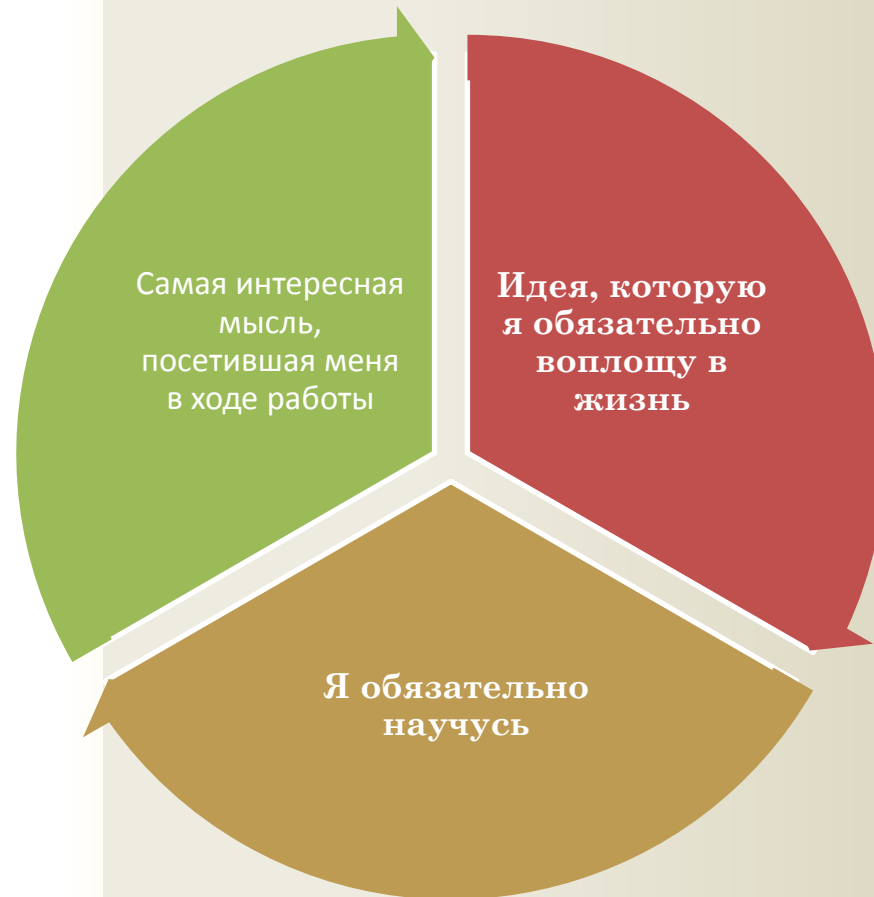 Самая интересная
мысль,
посетившая меня
в ходе работы
Идея, которую
я обязательно
воплощу в
жизнь
Я обязательно
научусь